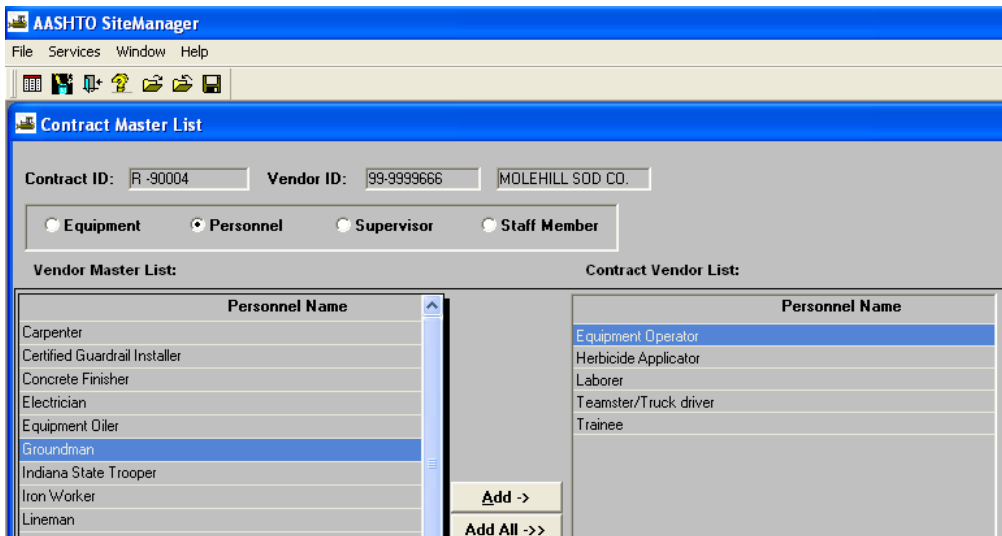 AASHTO SiteManager
File Services Window Help
Contract Master List
Contract ID: R -90004 Vendor ID: 99-9999666 MOLEHILL SOD CO.
Equipment Personnel Supervisor Staff Member
Vendor Master List: Contract Vendor List:
Personnel Name Personnel Name
Carpenter Equipment Operator
Certified Guardrail Installer Herbicide Applicator
Concrete Finisher Laborer
Electrician Teamster/Truck driver
Equipment Oiler Trainee
Groundman
Indiana State Trooper
Iron Worker Add ->
Lineman Add All ->>